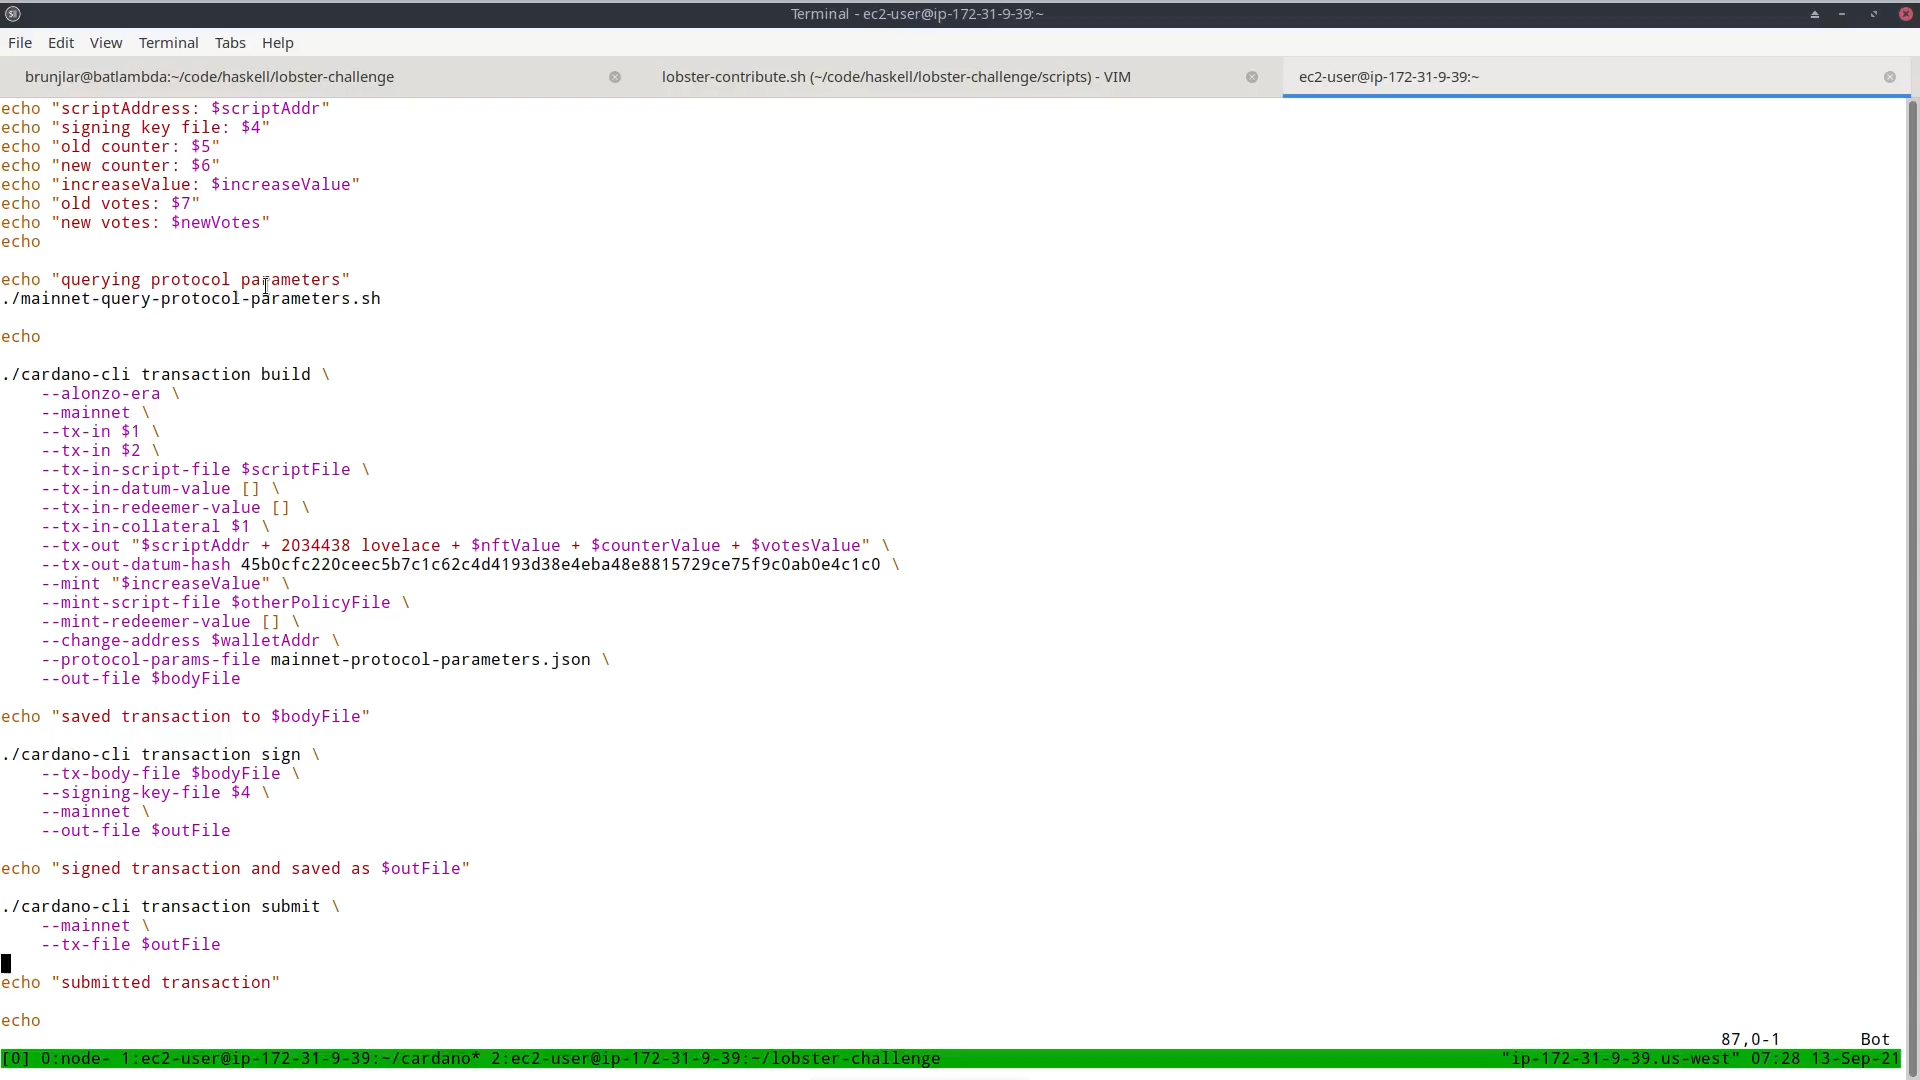 Terminal - ec2-user@ip-172-31-9-39:~
File Edit View Terminal Tabs Help
brunjlar@batlambda:~/code/haskell/lobster-challenge lobster-contribute.sh (~/code/haskell/lobster-challenge/scripts) - VIM ec2-user@ip-172-31-9-39:~
echo "scriptAddress: $scriptAddr"
echo "signing key file: $4"
echo "old counter: $5"
echo "new counter: $6"
echo "increaseValue: $increaseValue"
echo "old votes: $7"
echo "new votes: $newVotes"
echo
echo "querying protocol parameters"
./mainnet-query-protocol-parameters.sh
echo
./cardano-cli transaction build \
--alonzo-era \
--mainnet \
--tx-in $1 \
--tx-in $2 \
--tx-in-script-file $scriptFile \
--tx-in-datum-value [] \
--tx-in-redeemer-value [] \
--tx-in-collateral $1 \
--tx-out "$scriptAddr + 2034438 lovelace + $nftValue + $counterValue + $votesValue" \
--tx-out-datum-hash 45b0cfc220ceec5b7c1c62c4d4193d38e4eba48e8815729ce75f9c0ab0e4c1c0 \
--mint "$increaseValue" \
--mint-script-file $otherPolicyFile \
--mint-redeemer-value [] \
--change-address $walletAddr \
--protocol-params-file mainnet-protocol-parameters.json \
--out-file $bodyFile
echo "saved transaction to $bodyFile"
./cardano-cli transaction sign \
--tx-body-file $bodyFile \
--signing-key-file $4 \
--mainnet \
--out-file $outFile
echo "signed transaction and saved as $outFile"
./cardano-cli transaction submit \
--mainnet \
--tx-file $outFile
echo "submitted transaction"
echo
87,0-1 Bot
[0] 0:node- 1:ec2-user@ip-172-31-9-39:~/cardano* 2:ec2-user@ip-172-31-9-39:~/lobster-challenge "ip-172-31-9-39.us-west" 07:28 13-Sep-21